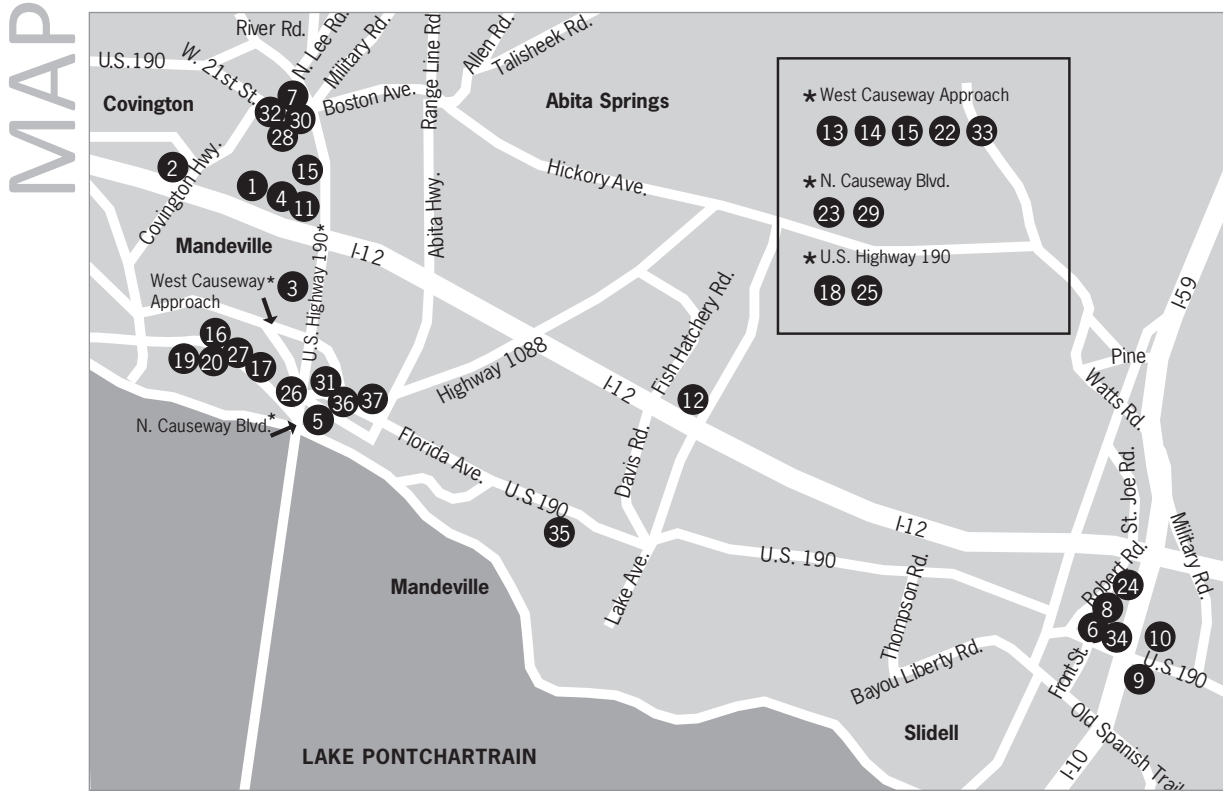 MAP
River Rd.
N. Lee Rd.
Military Rd.
Range Line Rd
Allen Rd.
Talisheek Rd.
U.S.190
W. 21st St.
Covington
Boston Ave.
Abita Springs
7
32
30
28
2
15
1
4
11
Covington Hwy.
Abita Hwy.
Hickory Ave.
* West Causeway Approach
13 14 15 22 33
* N. Causeway Blvd.
23 29
* U.S. Highway 190
18 25
Mandeville
I-12
U.S. Highway 190*
West Causeway*
Approach
3
16
19
20
27
17
26
31
36
37
5
N. Causeway Blvd.*
Highway 1088
Fish Hatchery Rd.
I-12
12
Davis Rd.
Florida Ave.
U.S. 190
35
Lake Ave.
Mandeville
U.S. 190
I-12
Thompson Rd.
Bayou Liberty Rd.
I-59
Pine
Watts Rd.
St. Joe Rd.
Military Rd.
Robert Rd.
24
8
6
34
10
9
U.S. 190
Front St.
Old Spanish Trail
Slidell
I-10
LAKE PONTCHARTRAIN